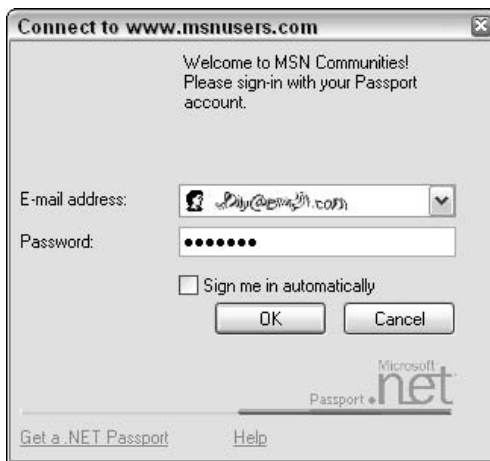 Connect to www.msnusers.com
Welcome to MSN Communities!
Please sign-in with your Passport
account.
E-mail address:
Password: •••••••
Sign me in automatically
OK Cancel
Microsoft
Passport .net
Get a .NET Passport Help